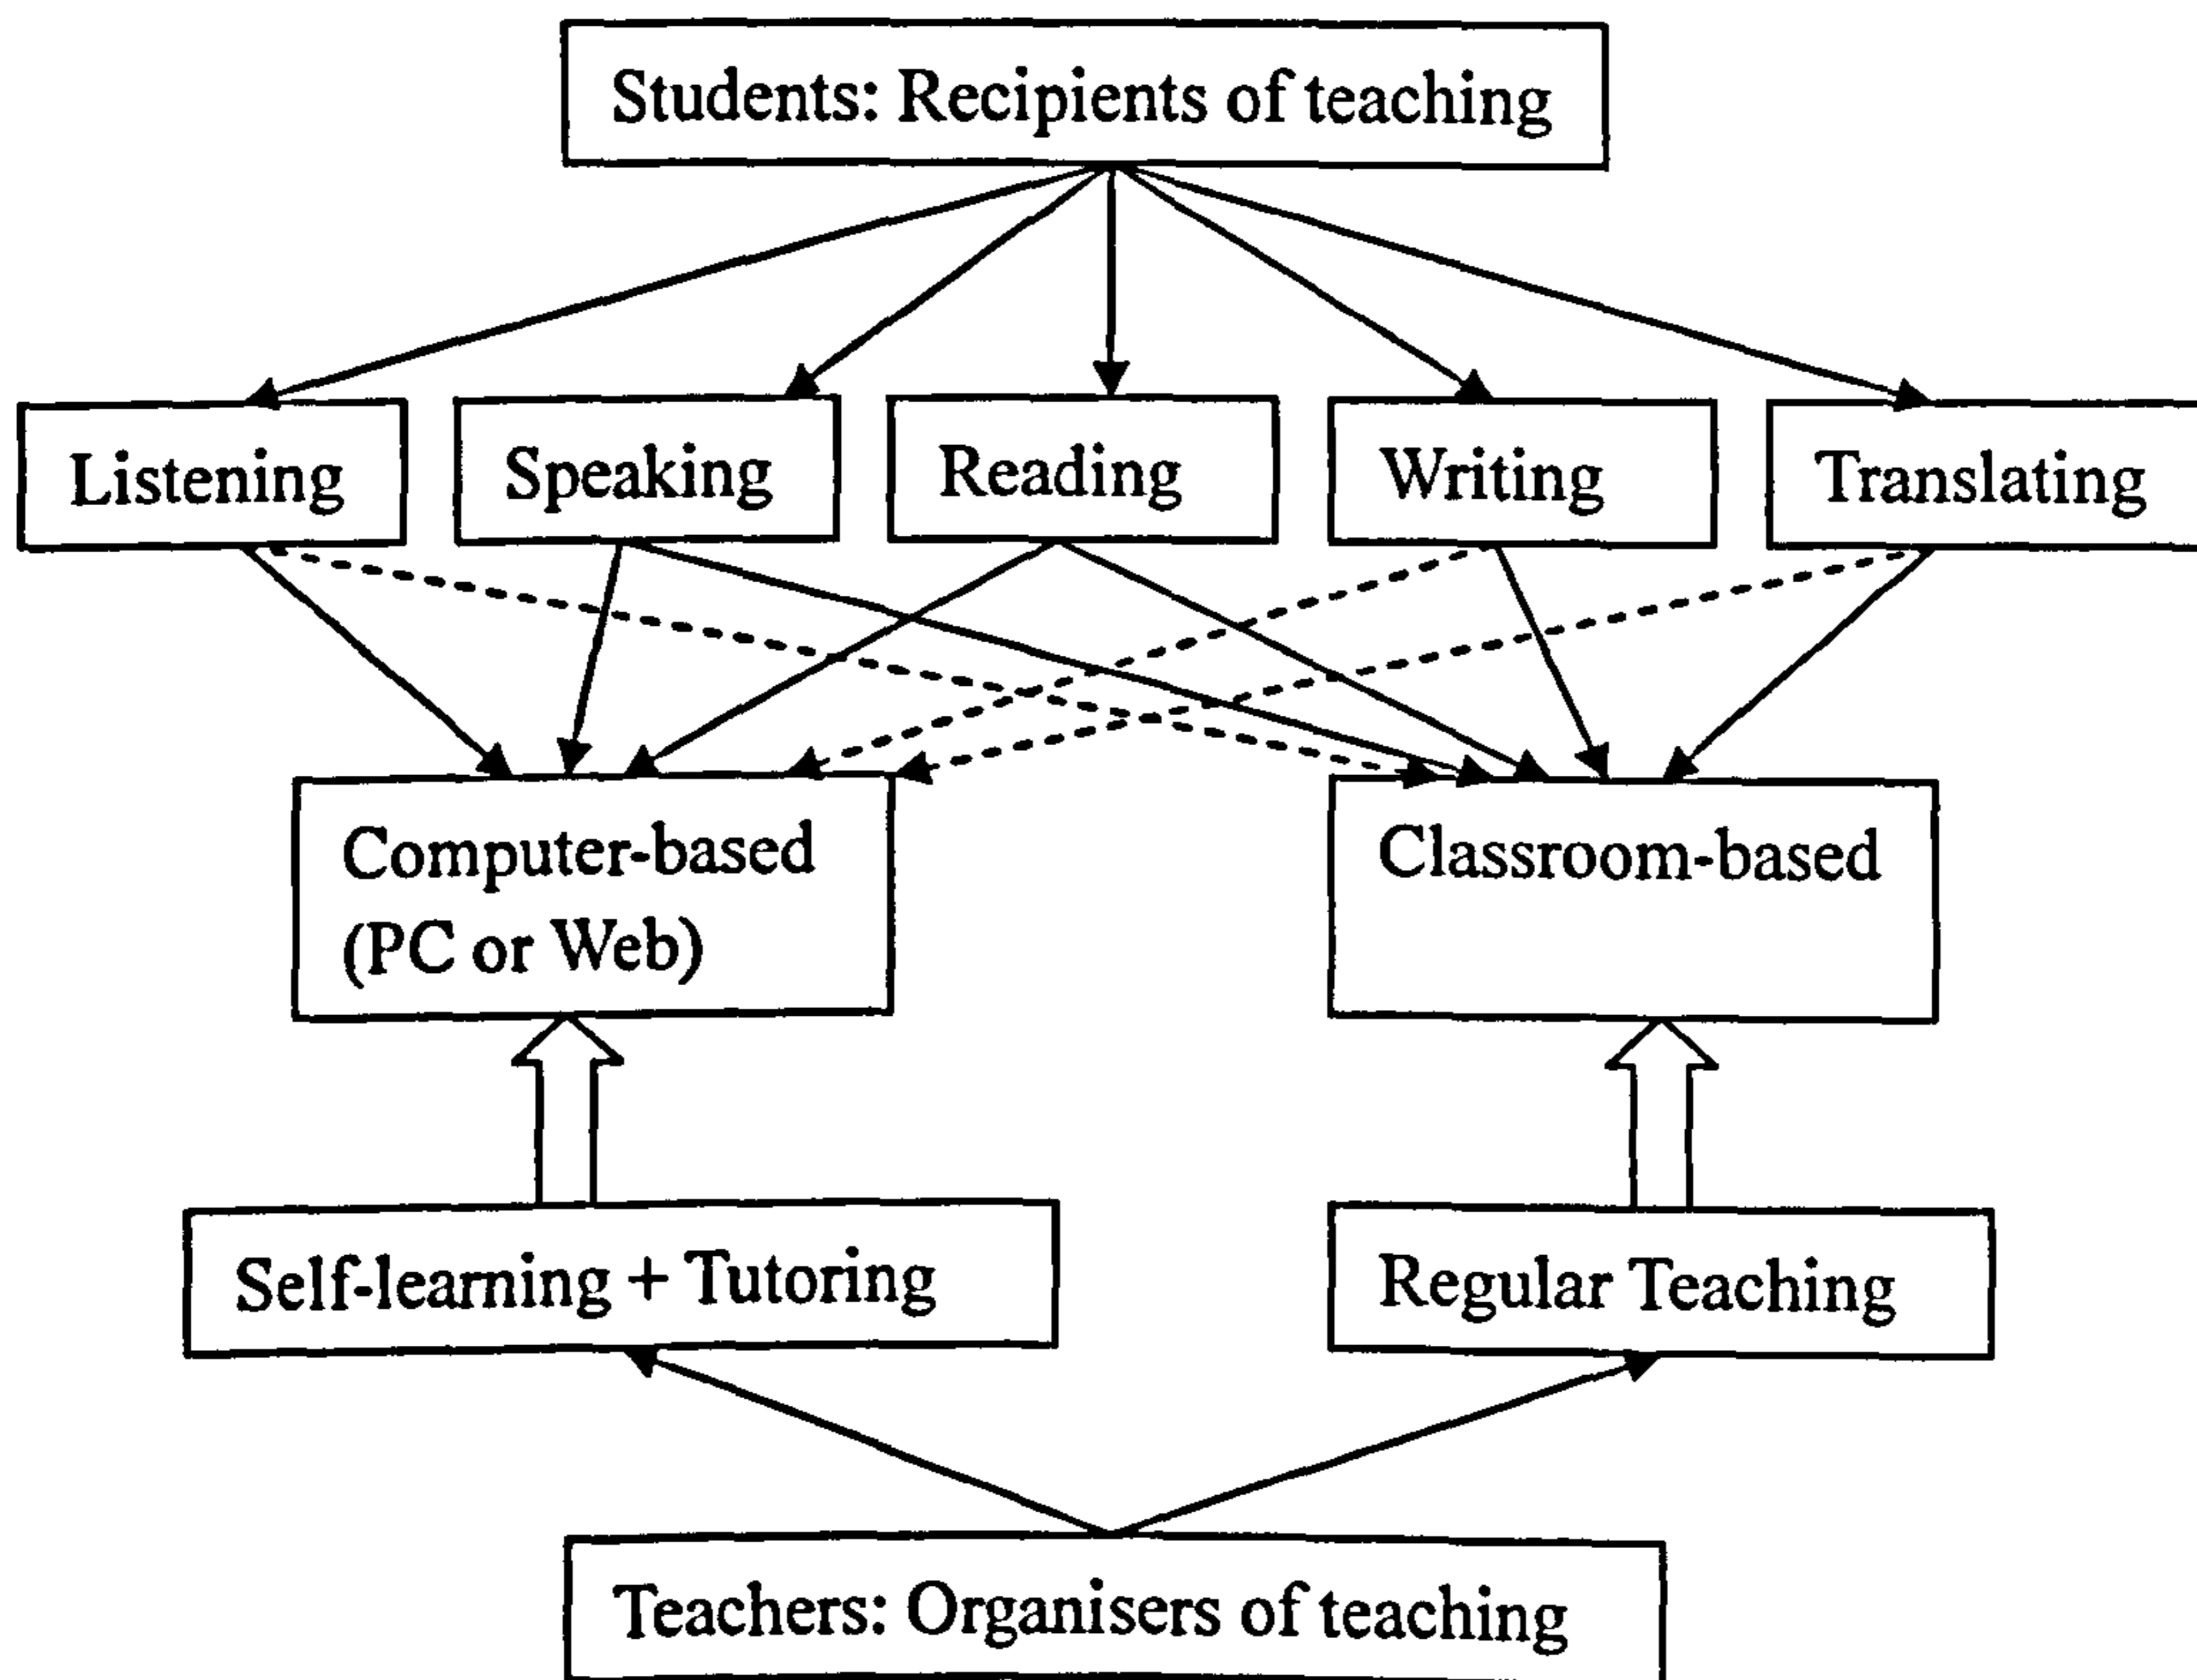 Students: Recipients of teaching
Listening
Speaking
Reading
Writing
Translating
Computer-based
(PC or Web)
Classroom-based
Self-learning + Tutoring
Regular Teaching
Teachers: Organisers of teaching